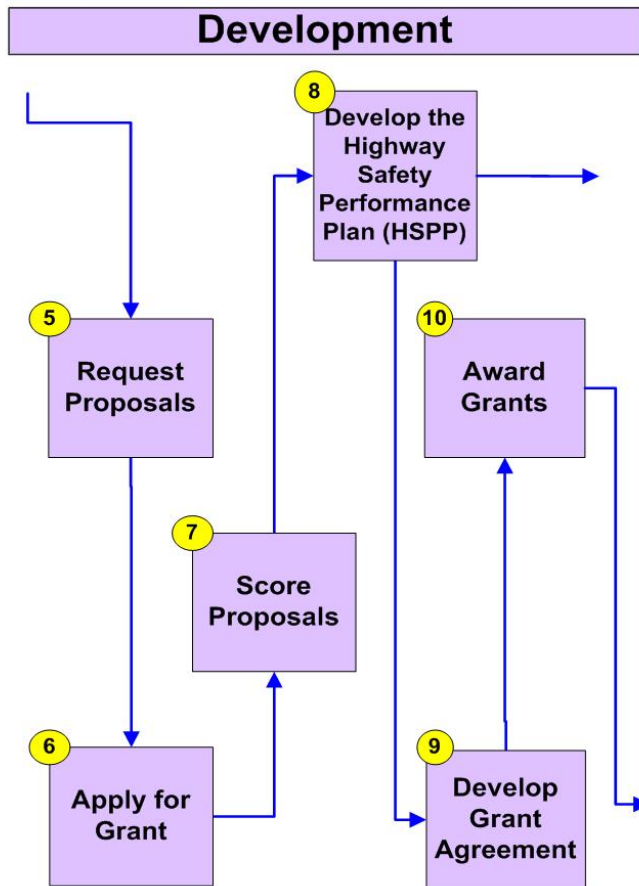 Development
5
Request
Proposals
6
Apply for
Grant
7
Score
Proposals
8
Develop the
Highway
Safety
Performance
Plan (HSPP)
9
Develop
Grant
Agreement
10
Award
Grants